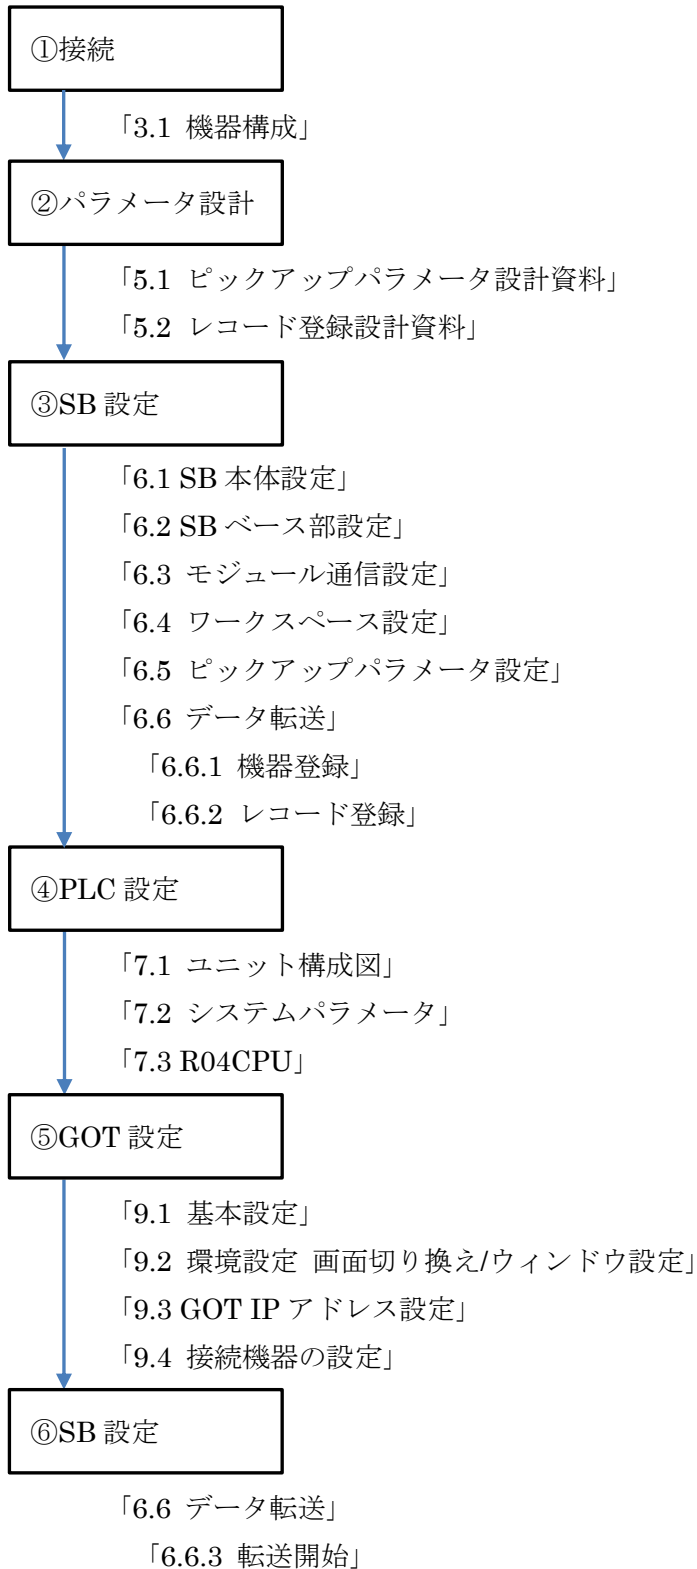 ①接続
「3.1 機器構成」
②パラメータ設計
「5.1 ピックアップパラメータ設計資料」
「5.2 レコード登録設計資料」
③SB 設定
「6.1 SB 本体設定」
「6.2 SB ベース部設定」
「6.3 モジュール通信設定」
「6.4 ワークスペース設定」
「6.5 ピックアップパラメータ設定」
「6.6 データ転送」
「6.6.1 機器登録」
「6.6.2 レコード登録」
④PLC 設定
「7.1 ユニット構成図」
「7.2 システムパラメータ」
「7.3 R04CPU」
⑤GOT 設定
「9.1 基本設定」
「9.2 環境設定 画面切り換え/ウィンドウ設定」
「9.3 GOT IP アドレス設定」
「9.4 接続機器の設定」
⑥SB 設定
「6.6 データ転送」
「6.6.3 転送開始」